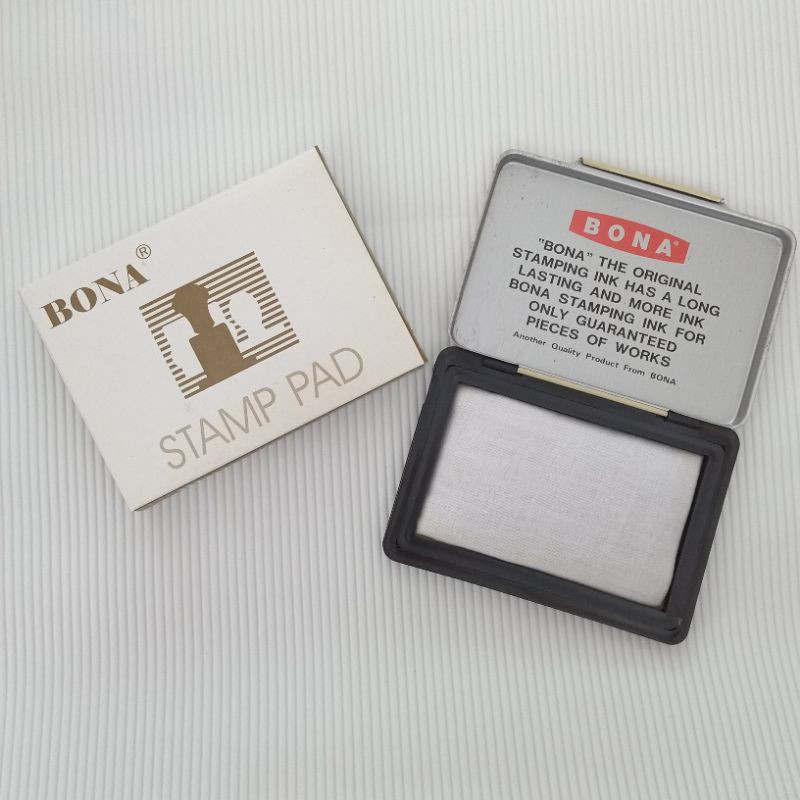 BONA®
STAMP PAD
BONA®
"BONA" THE ORIGINAL
STAMPING INK HAS A LONG
LASTING AND MORE INK
BONA STAMPING INK FOR
ONLY GUARANTEED
PIECES OF WORKS
Another Quality Product From BONA